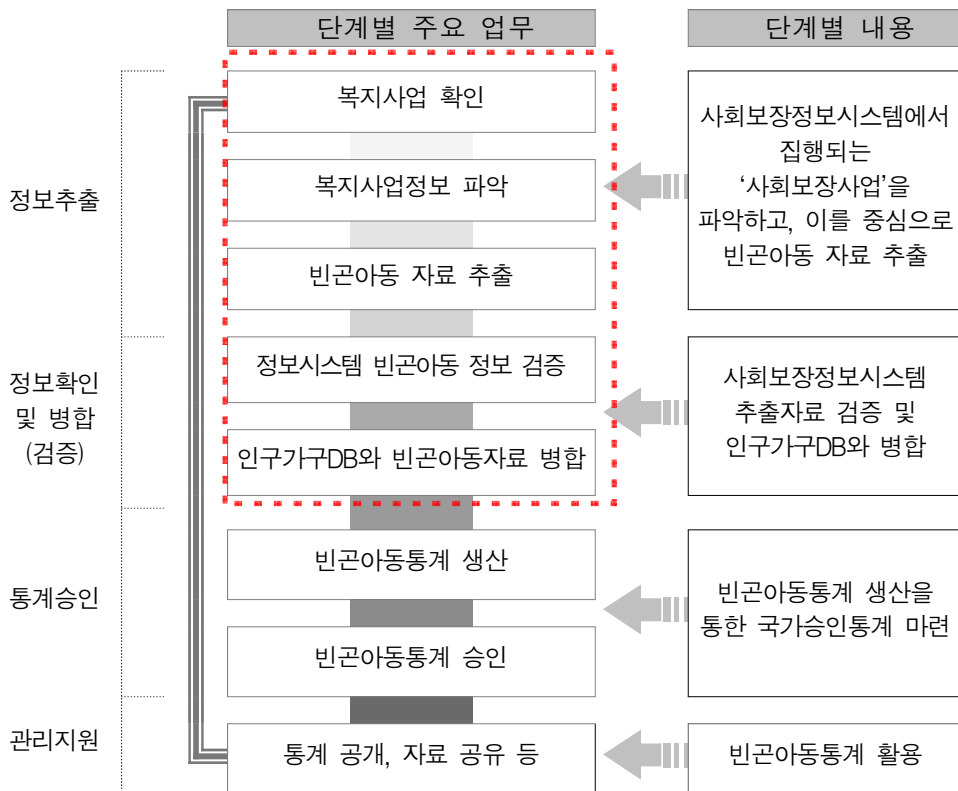 단계별 주요 업무
단계별 내용
정보추출
복지사업 확인
복지사업정보 파악
빈곤아동 자료 추출
사회보장정보시스템에서
집행되는
‘사회보장사업’을
파악하고, 이를 중심으로
빈곤아동 자료 추출
정보확인
및 병합
(검증)
정보시스템 빈곤아동 정보 검증
인구가구DB와 빈곤아동자료 병합
사회보장정보시스템
추출자료 검증 및
인구가구DB와 병합
통계승인
빈곤아동통계 생산
빈곤아동통계 승인
빈곤아동통계 생산을
통한 국가승인통계 마련
관리지원
통계 공개, 자료 공유 등
빈곤아동통계 활용